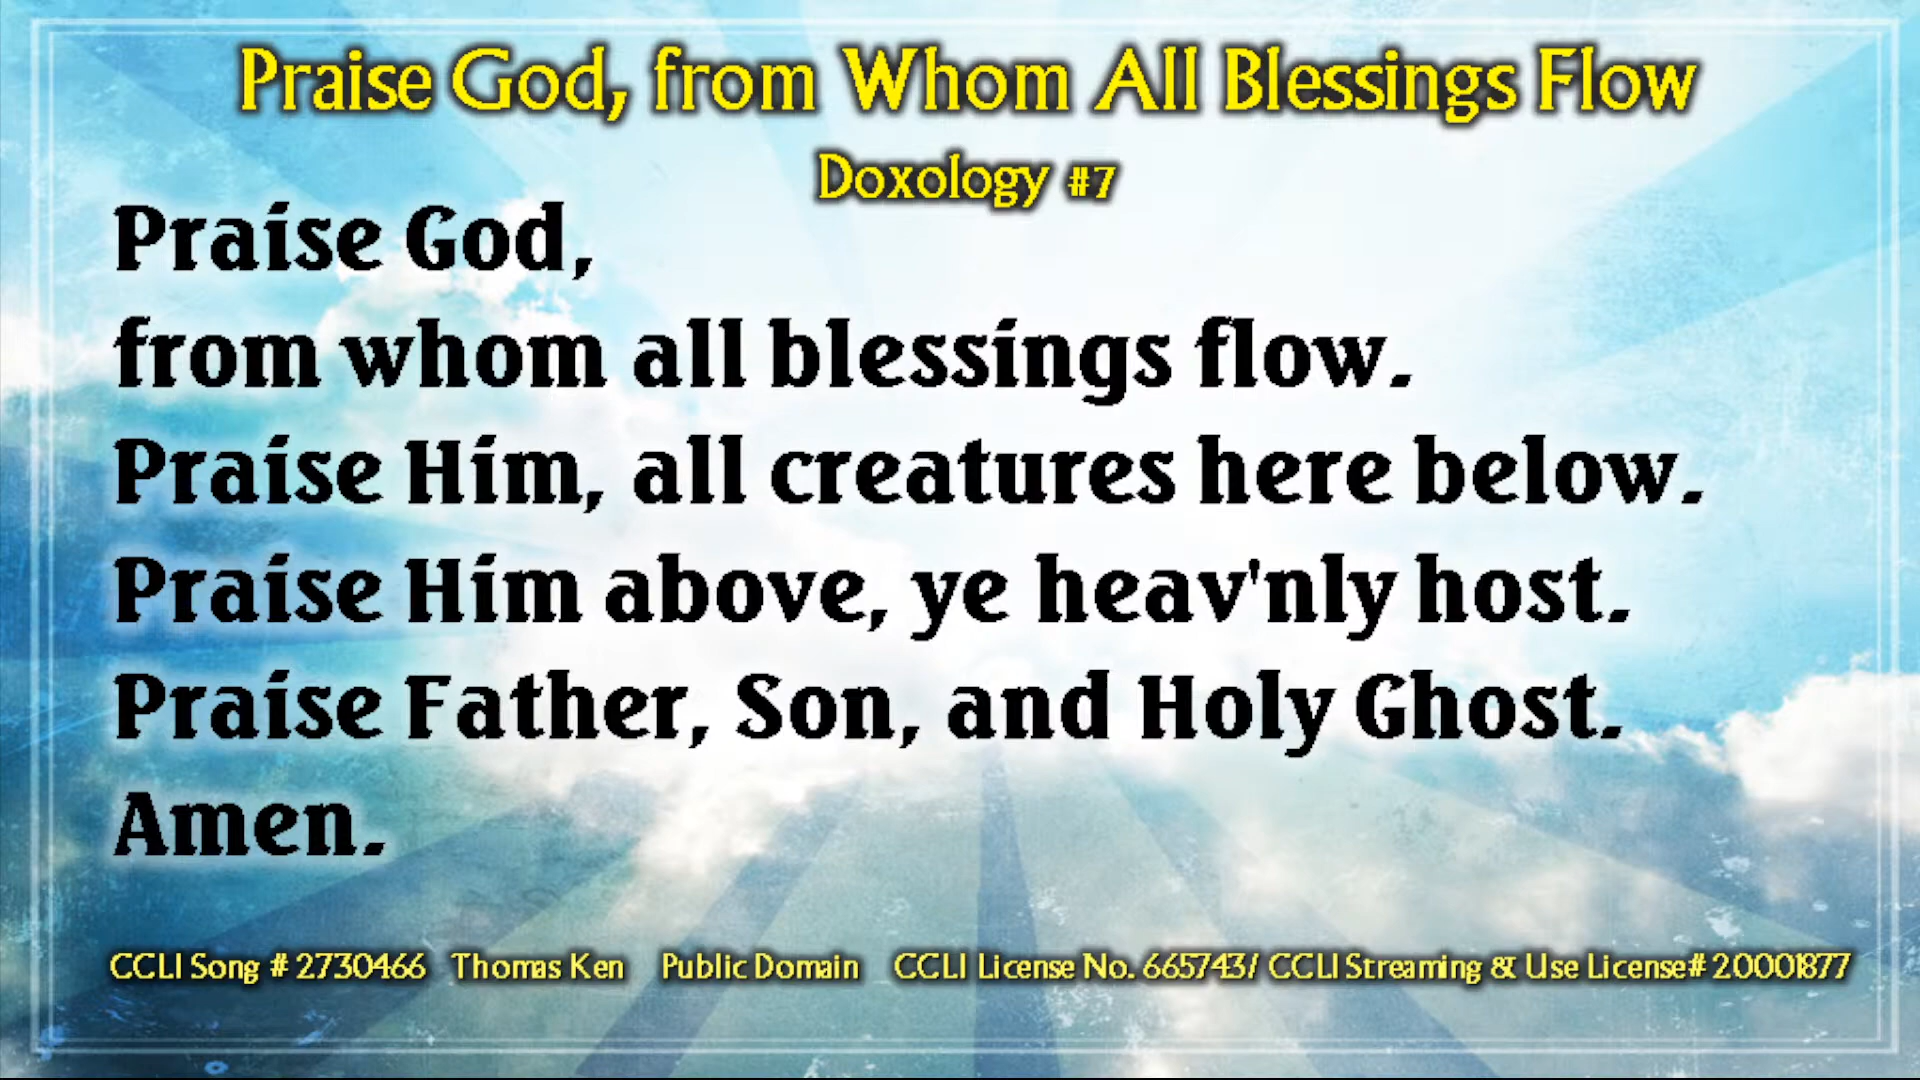 Praise God, from Whom All Blessings Flow
Doxology #7
Praise God,
from whom all blessings flow.
Praise Him, all creatures here below.
Praise Him above, ye heav'nly host.
Praise Father, Son, and Holy Ghost.
Amen.
CCLI Song # 2730466 Thomas Ken Public Domain CCLI License No. 665743/ CCLI Streaming & Use License# 20001877